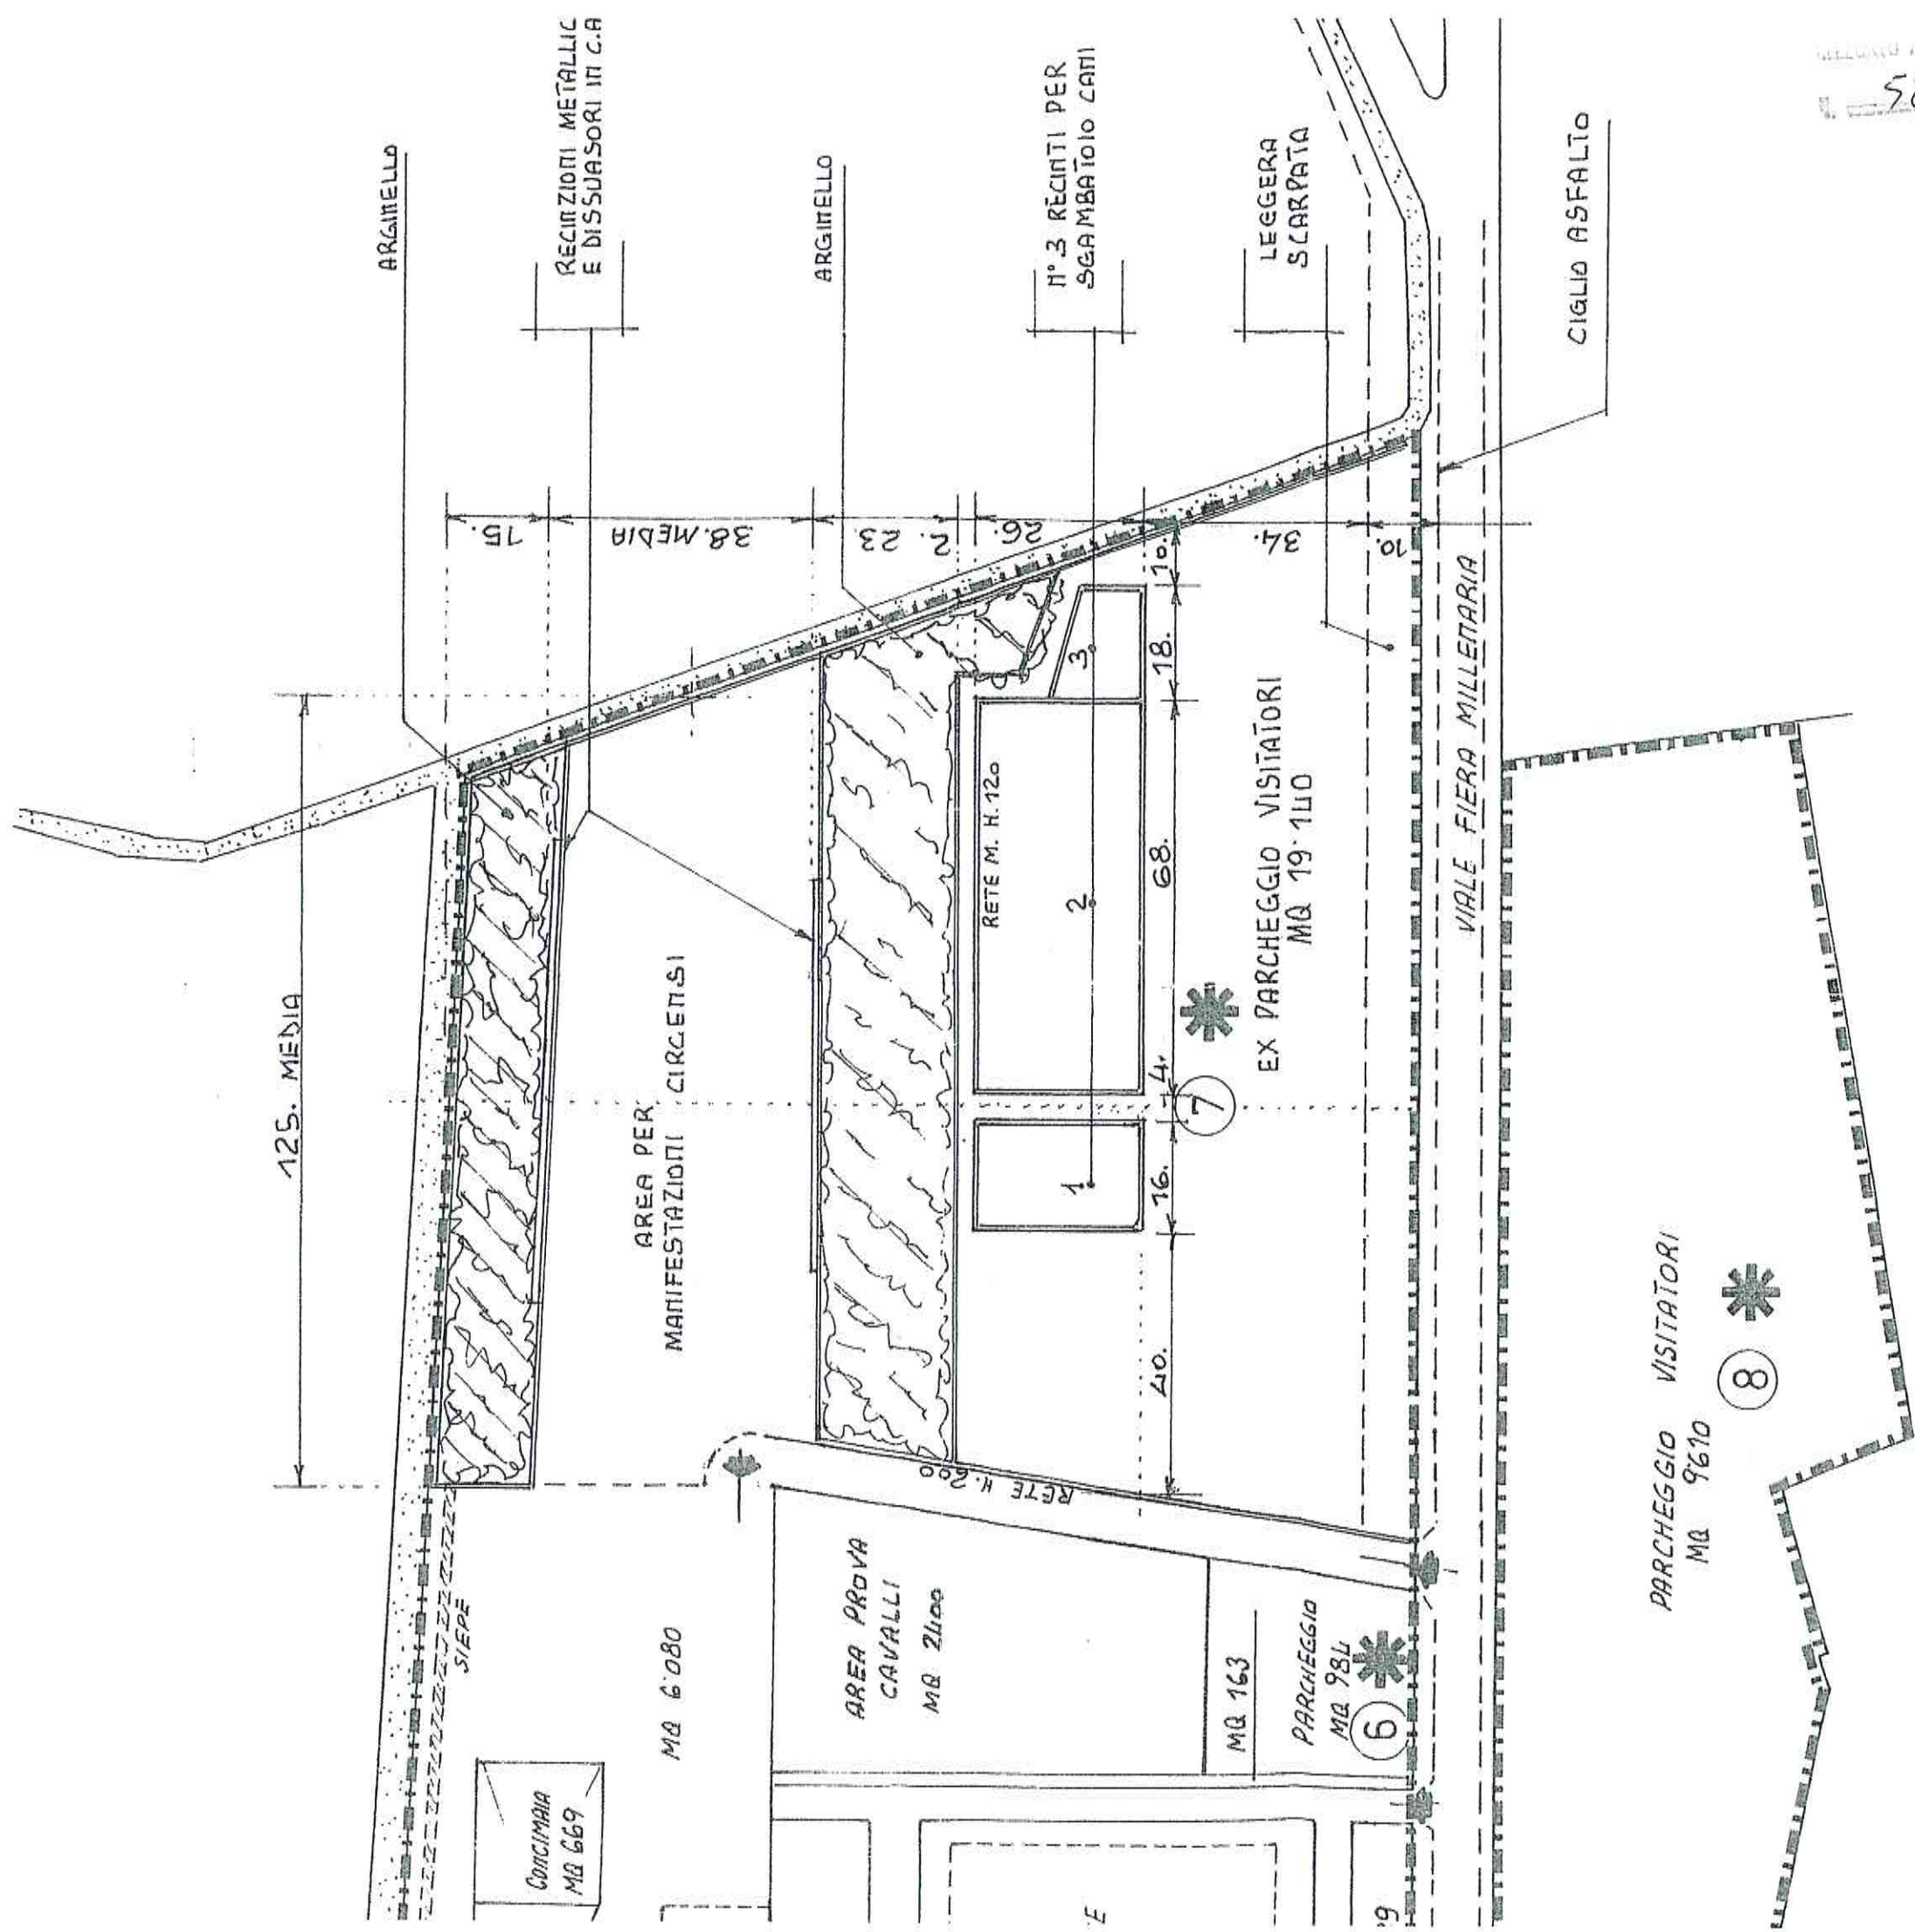 ARGINELLO
RECINZIONI METALLIC
E DISSUASORI IN C.A
ARGINELLO
N°.3 RECINTI PER
SGAMBATOIO CANI
LEGGERA
SCARPATA
CIGLIO ASFALTO
125. MEDIA
15.
38. MEDIA
23
2.
26.
34.
10.
AREA PER
MANIFESTAZIONI CIRCENSI
RETE M. H. 120
1
2
3
40.
16.
4.
68.
18.
10.
7
EX PARCHEGGIO VISITATORI
MQ 19.140
VIALE FIERA MILLENARIA
RETE H. 200
SIEPE
CONCIMAIA
MQ 669
MQ 6'080
AREA PROVA
CAVALLI
MQ 2400
MQ 163
PARCHEGGIO
MQ 984
6
PARCHEGGIO VISITATORI
MQ 9610
8
E